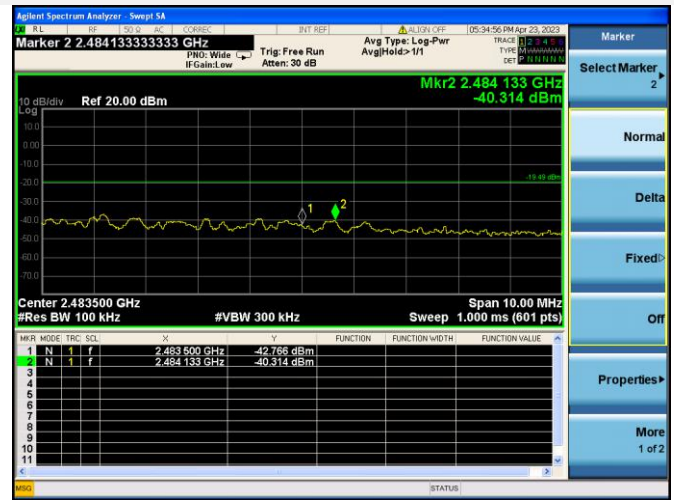 Agilent Spectrum Analyzer - Swept SA
RL RF 50 Ω AC CORREC INT REF ALIGN OFF 05:34:56 PM Apr 23, 2023
Marker 2 2.484133333333 GHz
PNO: Wide Trig: Free Run Avg Type: Log-Pwr TRACE 1 2 3 4 5 6
IFGain:Low Atten: 30 dB Avg|Hold>1/1 TYPE
DET P N N N N N
Mkr2 2.484 133 GHz
10 dB/div Ref 20.00 dBm -40.314 dBm
Log
10.0
0.00
-10.0
-19.49 dBm
-20.0
-30.0
1 2
-40.0
-50.0
-60.0
-70.0
Center 2.483500 GHz Span 10.00 MHz
#Res BW 100 kHz #VBW 300 kHz Sweep 1.000 ms (601 pts)
MKR MODE TRC SCL X Y FUNCTION FUNCTION WIDTH FUNCTION VALUE
1 N 1 f 2.483 500 GHz -42.766 dBm
2 N 1 f 2.484 133 GHz -40.314 dBm
3
4
5
6
7
8
9
10
11
MSG STATUS
Marker
Select Marker
2
Normal
Delta
Fixed
Off
Properties
More
1 of 2